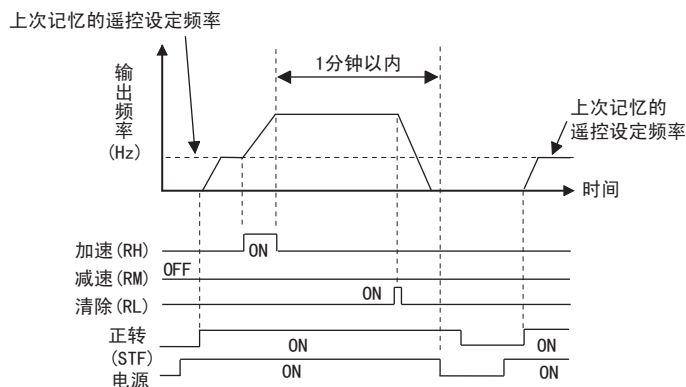 上次记忆的遥控设定频率
1分钟以内
输出频率
(Hz)
上次记忆的
遥控设定频率
时间
加速(RH)
ON
减速(RM)
OFF
清除(RL)
ON
正转
(STF)
ON
ON
电源
ON
ON